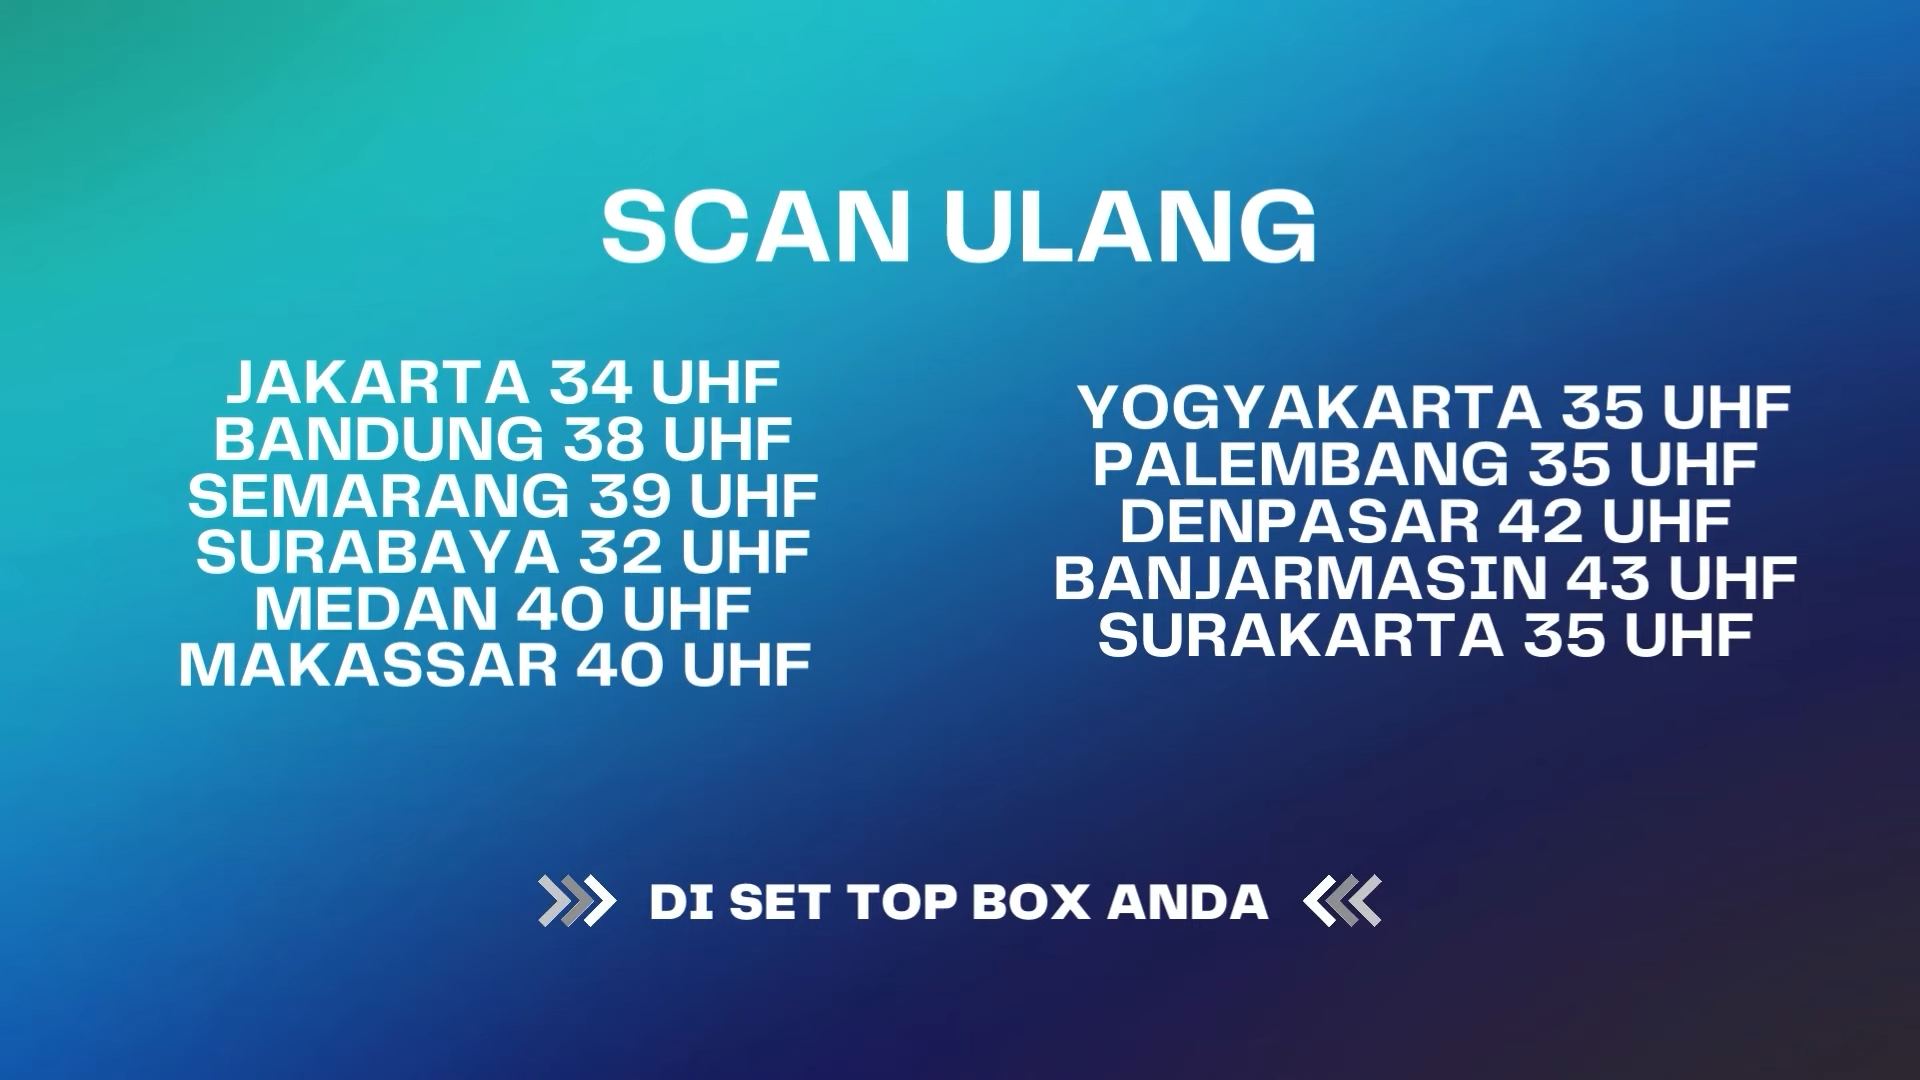 SCAN ULANG
JAKARTA 34 UHF
BANDUNG 38 UHF
SEMARANG 39 UHF
SURABAYA 32 UHF
MEDAN 40 UHF
MAKASSAR 40 UHF
YOGYAKARTA 35 UHF
PALEMBANG 35 UHF
DENPASAR 42 UHF
BANJARMASIN 43 UHF
SURAKARTA 35 UHF
DI SET TOP BOX ANDA